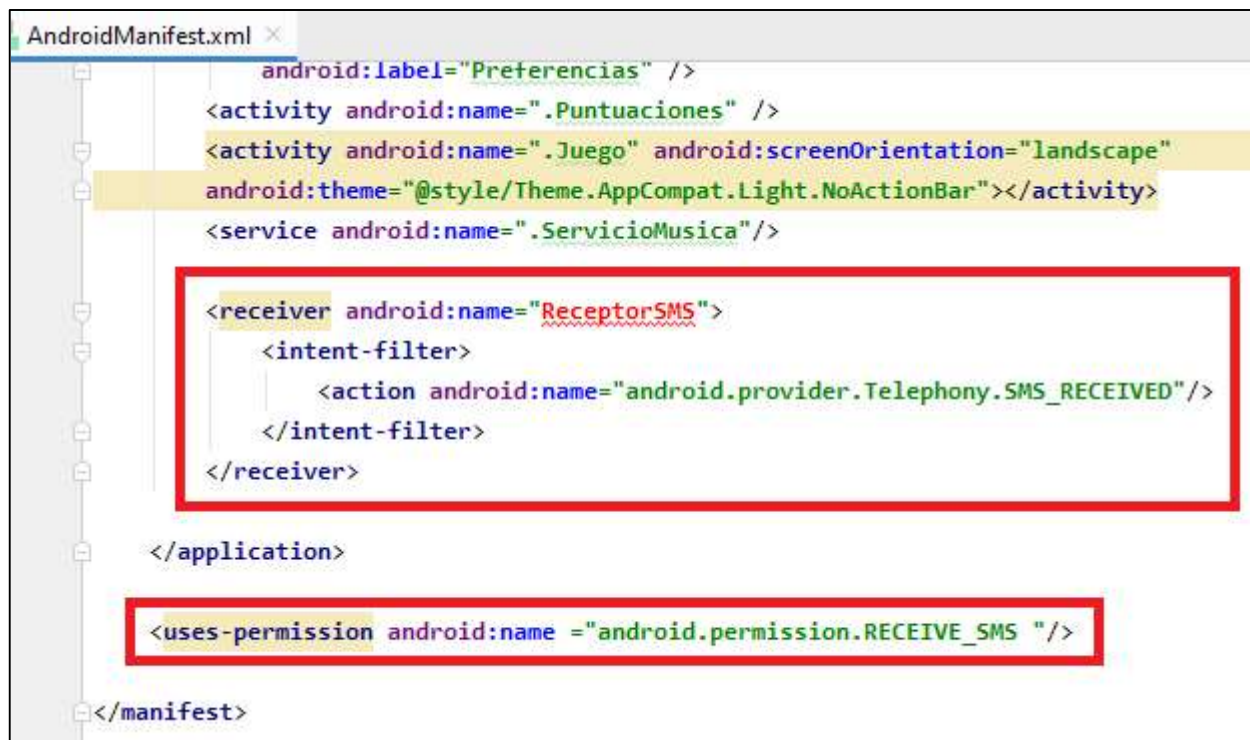 AndroidManifest.xml
android:label="Preferencias" />
<activity android:name=".Puntuaciones" />
<activity android:name=".Juego" android:screenOrientation="landscape"
android:theme="@style/Theme.AppCompat.Light.NoActionBar"></activity>
<service android:name=".ServicioMusica"/>
<receiver android:name="ReceptorSMS">
<intent-filter>
<action android:name="android.provider.Telephony.SMS_RECEIVED"/>
</intent-filter>
</receiver>
</application>
<uses-permission android:name ="android.permission.RECEIVE_SMS "/>
</manifest>